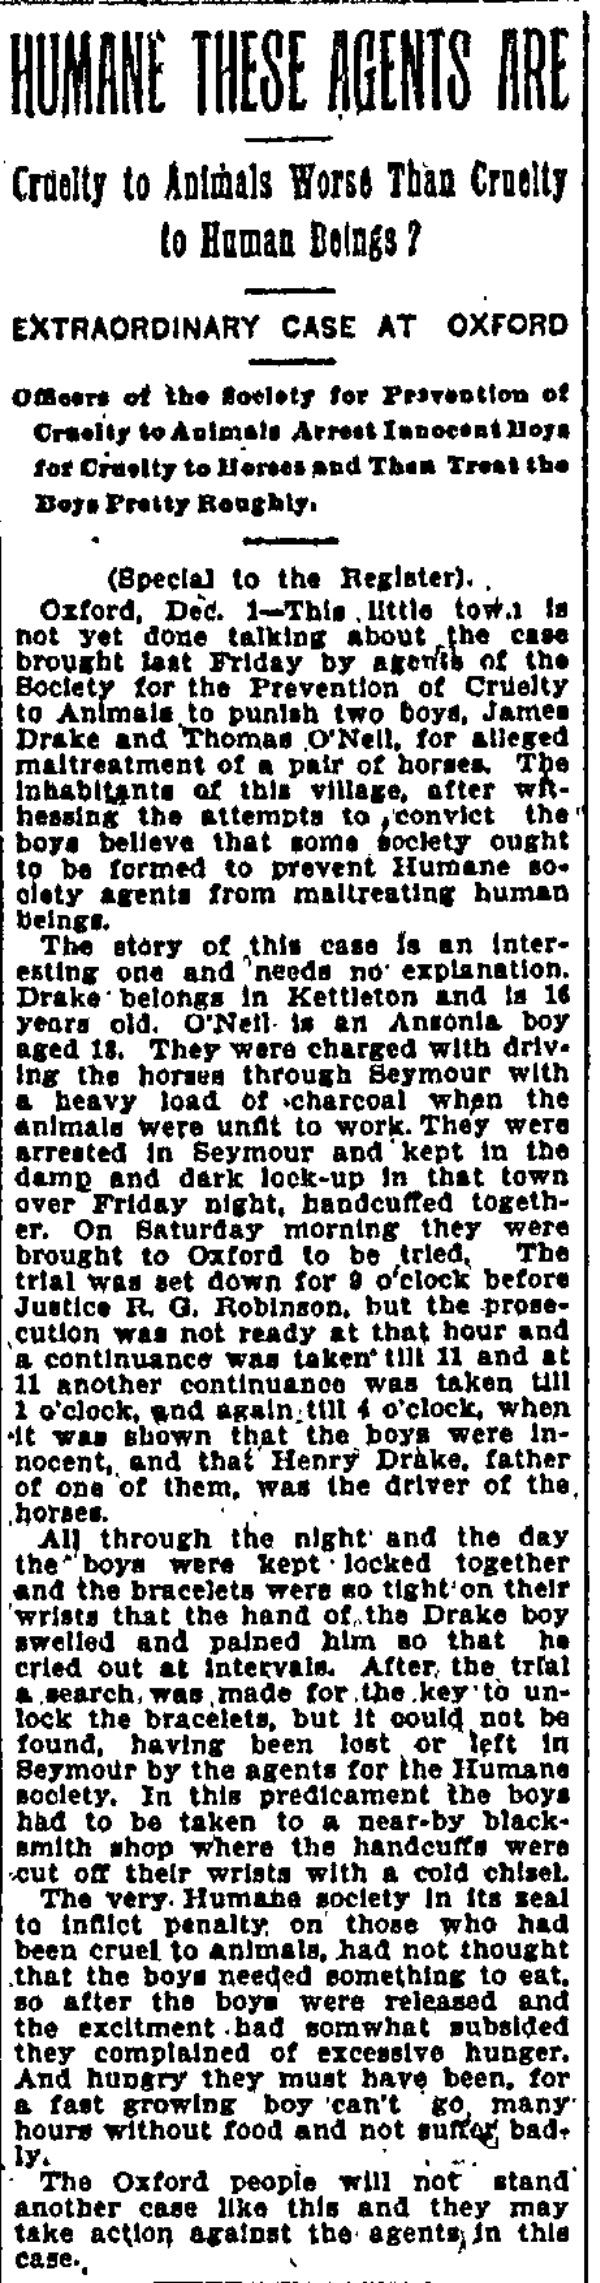 HUMANE THESE AGENTS ARE
Cruelty to Animals Worse Than Cruelty
to Human Beings?
EXTRAORDINARY CASE AT OXFORD
Officers of the Society for Prevention of
Cruelty to Animals Arrest Innocent Boys
for Cruelty to Horses and Then Treat the
Boys Pretty Roughly.
(Special to the Register).
Oxford, Dec. 1—This little town is
not yet done talking about the case
brought last Friday by agents of the
Society for the Prevention of Cruelty
to Animals to punish two boys, James
Drake and Thomas O'Neil, for alleged
maltreatment of a pair of horses. The
inhabitants of this village, after wit-
nessing the attempts to convict the
boys believe that some society ought
to be formed to prevent Humane so-
ciety agents from maltreating human
beings.
The story of this case is an inter-
esting one and needs no explanation.
Drake belongs in Kettleton and is 16
years old. O'Neil is an Ansonia boy
aged 18. They were charged with driv-
ing the horses through Seymour with
a heavy load of charcoal when the
animals were unfit to work. They were
arrested in Seymour and kept in the
damp and dark lock-up in that town
over Friday night, handcuffed togeth-
er. On Saturday morning they were
brought to Oxford to be tried. The
trial was set down for 9 o'clock before
Justice R. G. Robinson, but the prose-
cution was not ready at that hour and
a continuance was taken till 11 and at
11 another continuance was taken till
1 o'clock, and again till 4 o'clock, when
it was shown that the boys were in-
nocent, and that Henry Drake, father
of one of them, was the driver of the
horses.
All through the night and the day
the boys were kept locked together
and the bracelets were so tight on their
wrists that the hand of the Drake boy
swelled and pained him so that he
cried out at intervals. After the trial
a search was made for the key to un-
lock the bracelets, but it could not be
found, having been lost or left in
Seymour by the agents for the Humane
society. In this predicament the boys
had to be taken to a near-by black-
smith shop where the handcuffs were
cut off their wrists with a cold chisel.
The very Humane society in its zeal
to inflict penalty on those who had
been cruel to animals, had not thought
that the boys needed something to eat,
so after the boys were released and
the excitment had somwhat subsided
they complained of excessive hunger.
And hungry they must have been, for
a fast growing boy can't go many
hours without food and not suffer bad-
ly.
The Oxford people will not stand
another case like this and they may
take action against the agents in this
case.